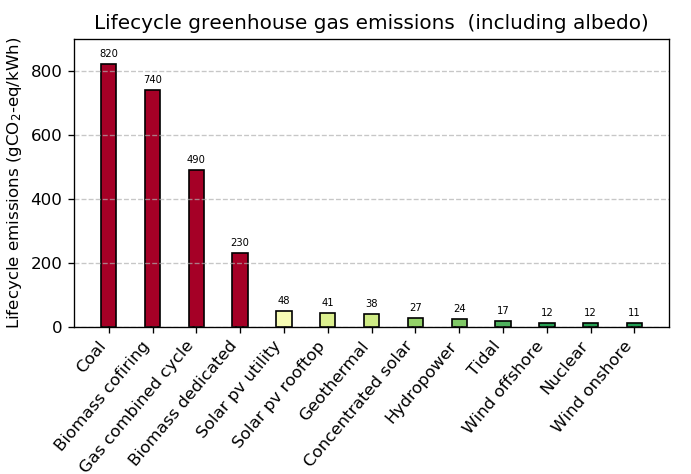 Lifecycle greenhouse gas emissions (including albedo)
Lifecycle emissions (gCO₂-eq/kWh)
800
600
400
200
0
820
740
490
230
48
41
38
27
24
17
12
12
11
Coal
Biomass cofiring
Gas combined cycle
Biomass dedicated
Solar pv utility
Solar pv rooftop
Geothermal
Concentrated solar
Hydropower
Tidal
Wind offshore
Nuclear
Wind onshore